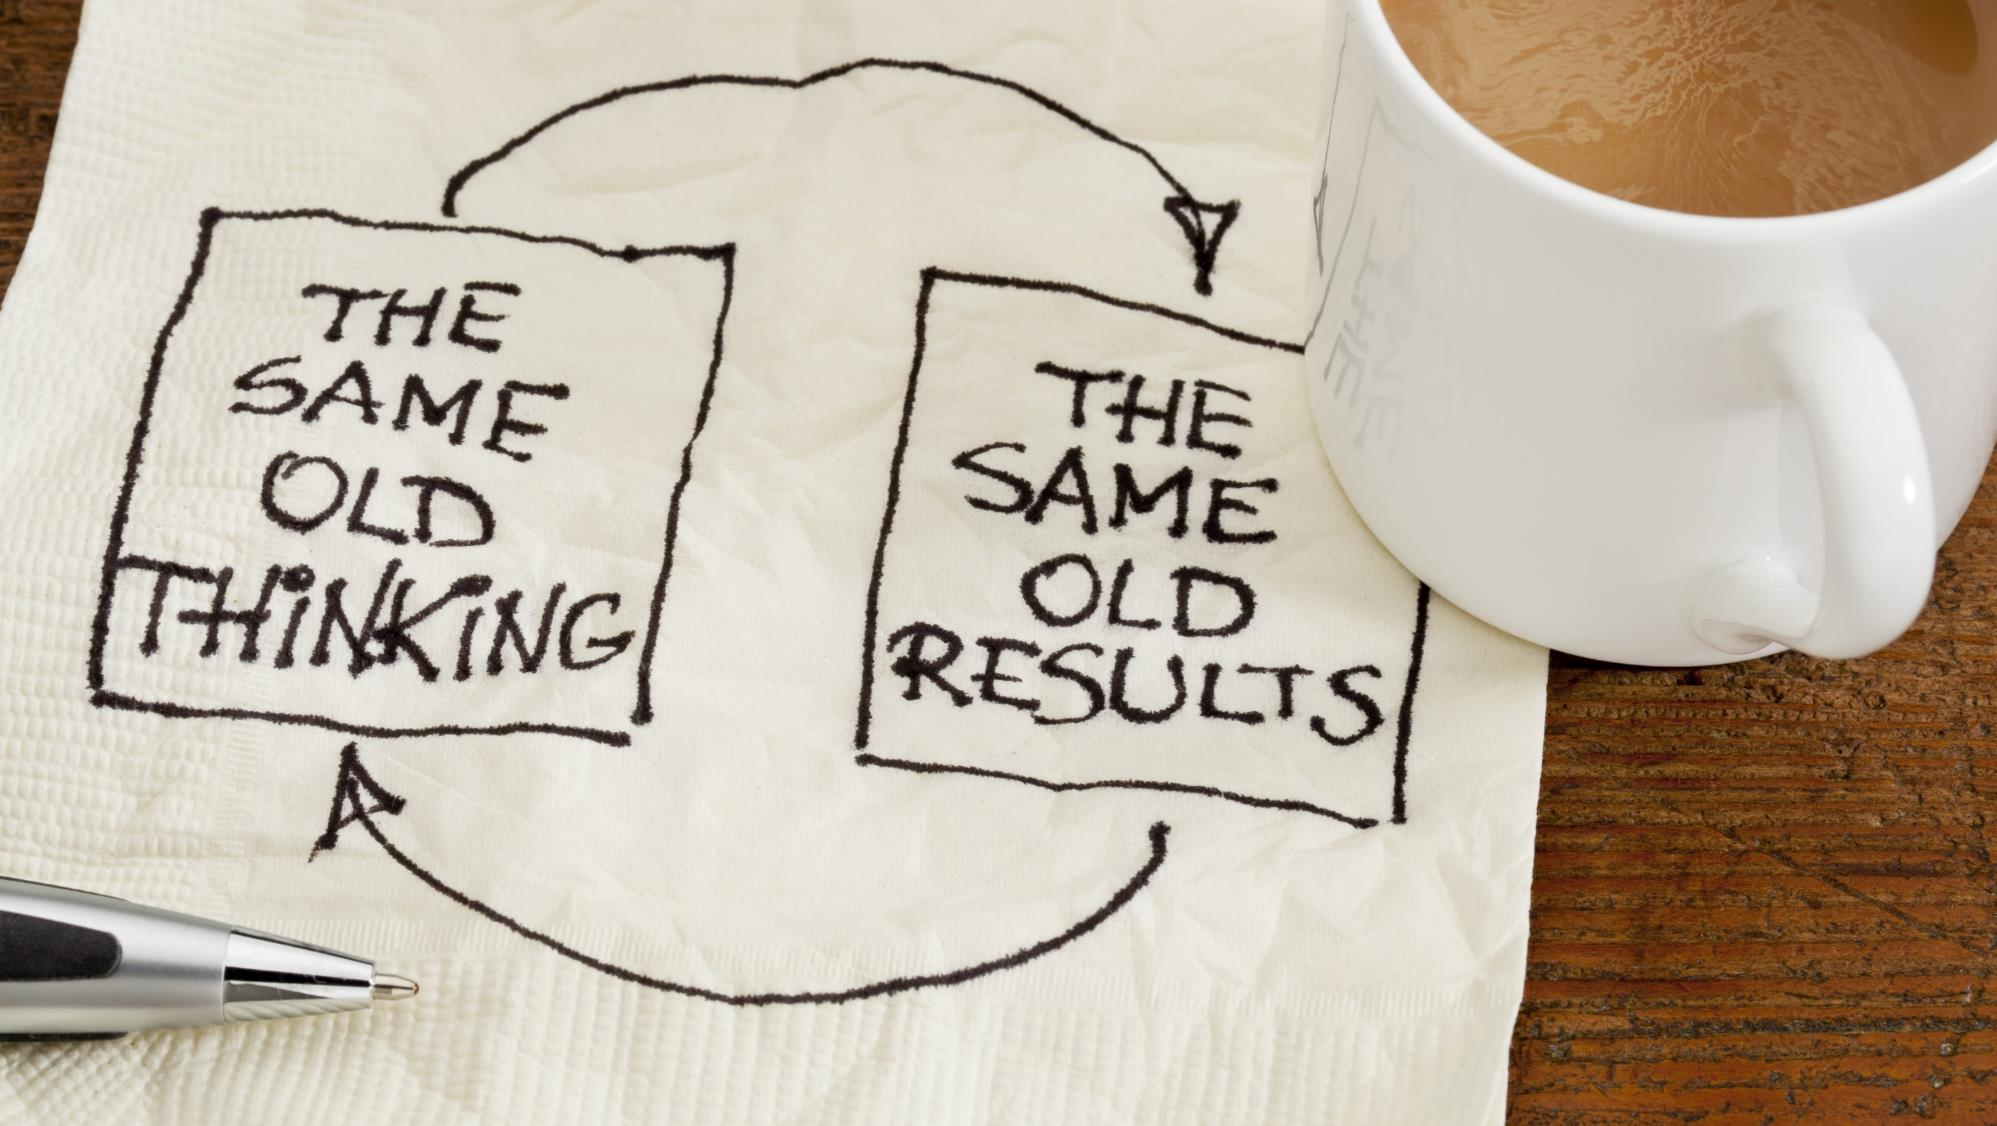 THE
SAME
OLD
THINKING
THE
SAME
OLD
RESULTS